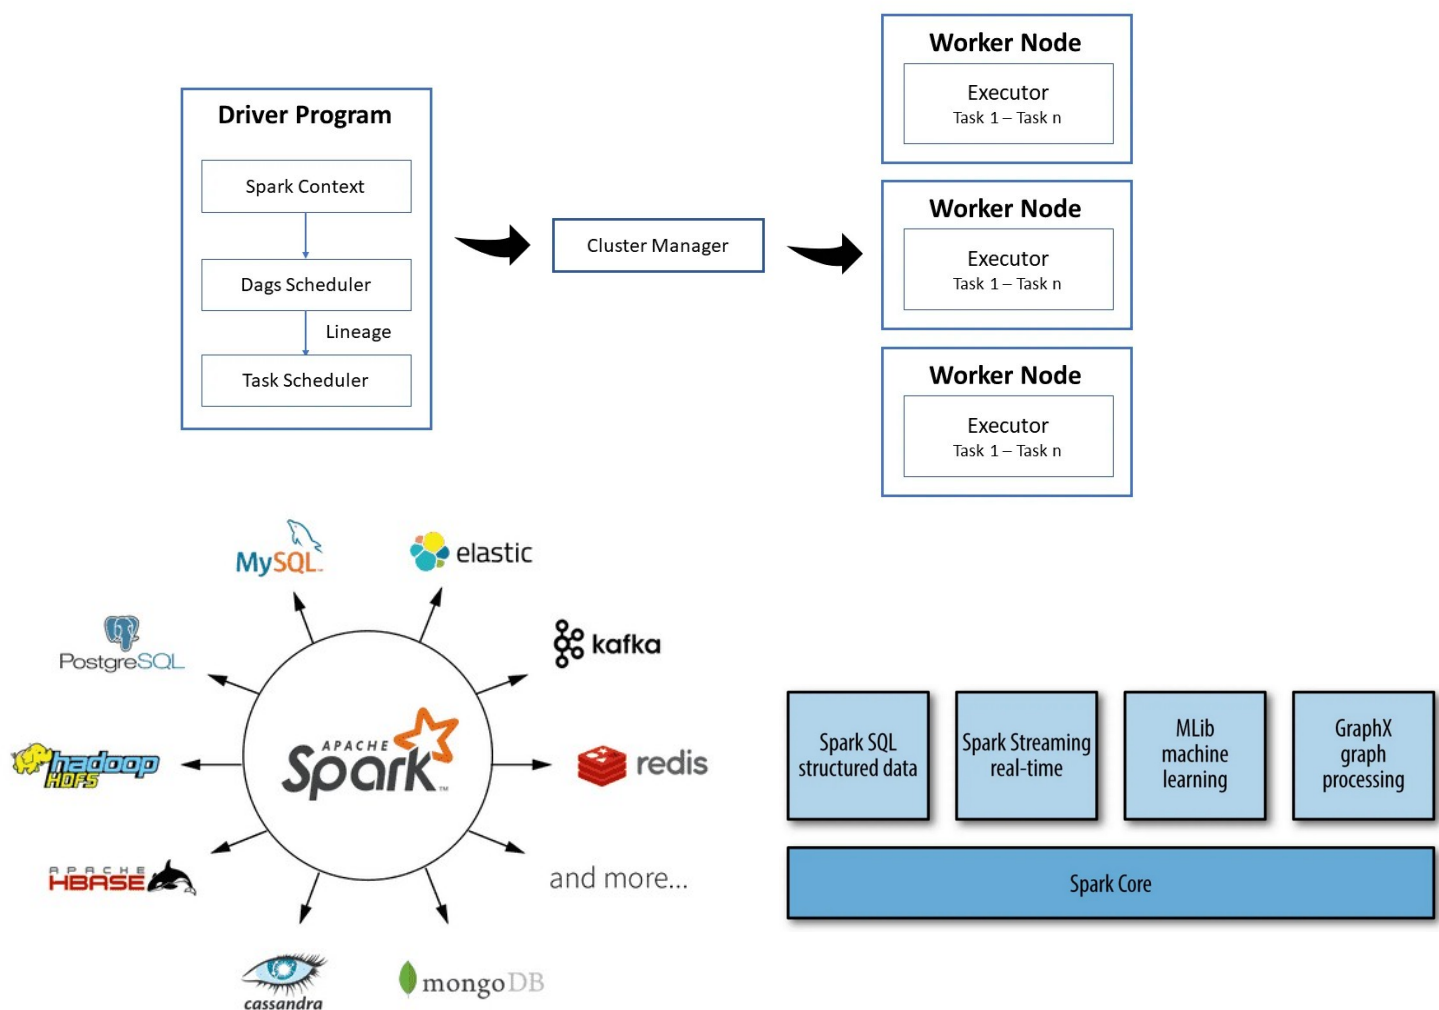 Driver Program
Spark Context
Dags Scheduler
Lineage
Task Scheduler
Cluster Manager
Worker Node
Executor
Task 1 – Task n
Worker Node
Executor
Task 1 – Task n
Worker Node
Executor
Task 1 – Task n
MySQL™
elastic
PostgreSQL
kafka
hadoop
HDFS
APACHE
Spark™
redis
APACHE
HBASE
and more...
cassandra
mongoDB
Spark SQL
structured data
Spark Streaming
real-time
MLib
machine
learning
GraphX
graph
processing
Spark Core